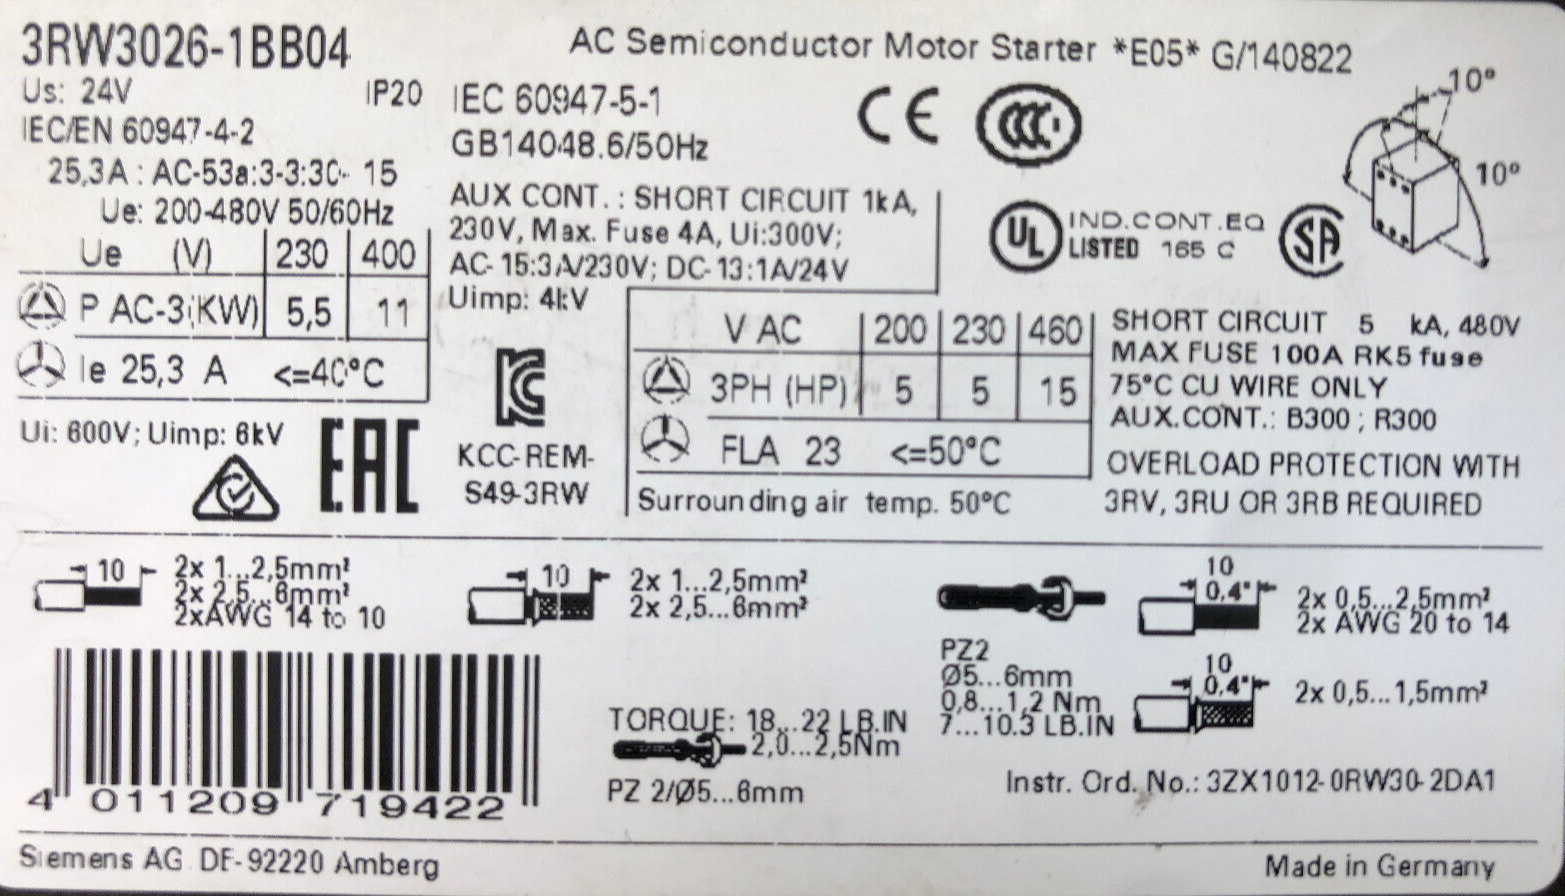 3RW3026-1BB04
AC Semiconductor Motor Starter *E05* G/140822
Us: 24V IP20
IEC/EN 60947-4-2
25,3A : AC-53a:3-3:30- 15
Ue: 200-480V 50/60Hz
Ue (V) 230 400
P AC-3(KW) 5,5 11
Ie 25,3 A <=40°C
Ui: 600V; Uimp: 6kV
EAC
IEC 60947-5-1
GB14048.6/50Hz
AUX CONT. : SHORT CIRCUIT 1kA,
230V, Max. Fuse 4A, Ui:300V;
AC-15:3A/230V; DC-13:1A/24V
Uimp: 4kV
KCC-REM-
S49-3RW
CE CCC
UL IND.CONT.EQ
LISTED 165 C
SA
10°
10°
V AC 200 230 460
3PH (HP) 5 5 15
FLA 23 <=50°C
Surrounding air temp. 50°C
SHORT CIRCUIT 5 kA, 480V
MAX FUSE 100A RK5 fuse
75°C CU WIRE ONLY
AUX.CONT.: B300 ; R300
OVERLOAD PROTECTION WITH
3RV, 3RU OR 3RB REQUIRED
10
2x 1...2,5mm²
2x 2,5...6mm²
2xAWG 14 to 10
10
2x 1...2,5mm²
2x 2,5...6mm²
TORQUE: 18...22 LB.IN
2,0...2,5Nm
PZ 2/Ø5...6mm
PZ2
Ø5...6mm
0,8...1,2 Nm
7...10.3 LB.IN
10
0.4"
2x 0,5...2,5mm²
2x AWG 20 to 14
10
0,4"
2x 0,5...1,5mm²
Instr. Ord. No.: 3ZX1012-0RW30-2DA1
4 011209 719422
Siemens AG DE-92220 Amberg
Made in Germany